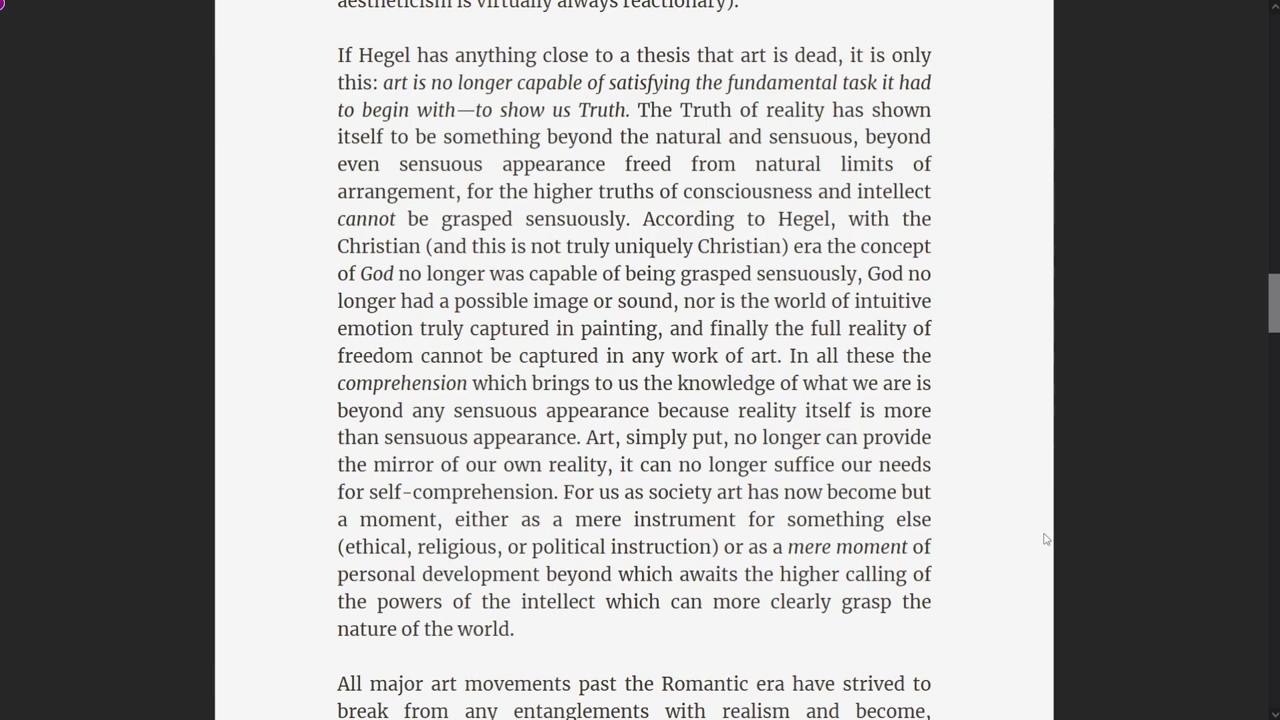 aestheticism is virtually always reactionary).
If Hegel has anything close to a thesis that art is dead, it is only
this: art is no longer capable of satisfying the fundamental task it had
to begin with—to show us Truth. The Truth of reality has shown
itself to be something beyond the natural and sensuous, beyond
even sensuous appearance freed from natural limits of
arrangement, for the higher truths of consciousness and intellect
cannot be grasped sensuously. According to Hegel, with the
Christian (and this is not truly uniquely Christian) era the concept
of God no longer was capable of being grasped sensuously, God no
longer had a possible image or sound, nor is the world of intuitive
emotion truly captured in painting, and finally the full reality of
freedom cannot be captured in any work of art. In all these the
comprehension which brings to us the knowledge of what we are is
beyond any sensuous appearance because reality itself is more
than sensuous appearance. Art, simply put, no longer can provide
the mirror of our own reality, it can no longer suffice our needs
for self-comprehension. For us as society art has now become but
a moment, either as a mere instrument for something else
(ethical, religious, or political instruction) or as a mere moment of
personal development beyond which awaits the higher calling of
the powers of the intellect which can more clearly grasp the
nature of the world.
All major art movements past the Romantic era have strived to
break from any entanglements with realism and become,